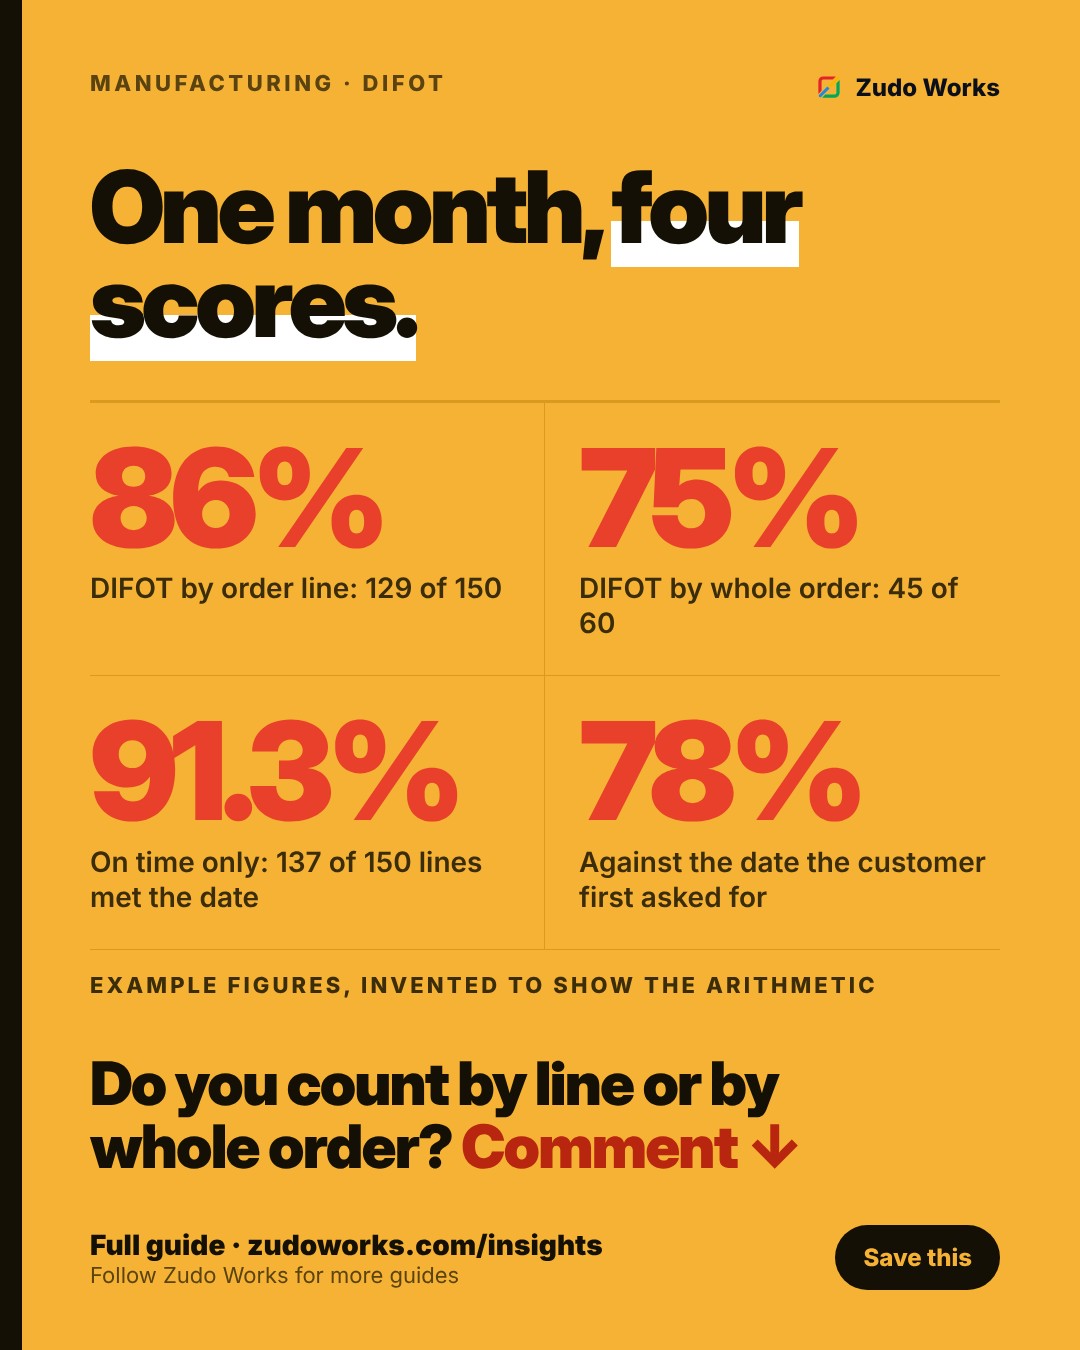 MANUFACTURING · DIFOT
Zudo Works
One month, four
scores.
86%
DIFOT by order line: 129 of 150
75%
DIFOT by whole order: 45 of
60
91.3%
On time only: 137 of 150 lines
met the date
78%
Against the date the customer
first asked for
EXAMPLE FIGURES, INVENTED TO SHOW THE ARITHMETIC
Do you count by line or by
whole order? Comment ↓
Full guide · zudoworks.com/insights
Follow Zudo Works for more guides
Save this